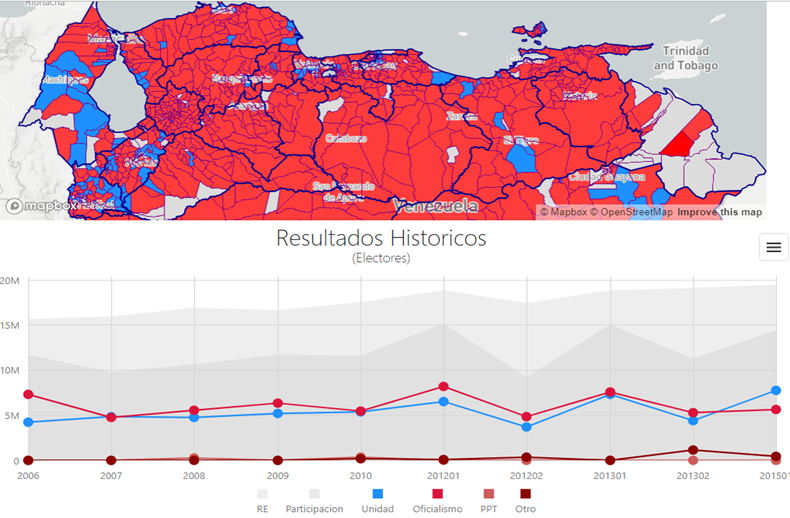 Riohacha
Trinidad
and Tobago
Calabozo
El Tigre
Ciudad Guayana
San Fernando
de Apure
Venezuela
mapbox
© Mapbox © OpenStreetMap Improve this map
Resultados Historicos
(Electores)
20M
15M
10M
5M
0
2006 2007 2008 2009 2010 201201 201202 201301 201302 201501
RE Participacion Unidad Oficialismo PPT Otro